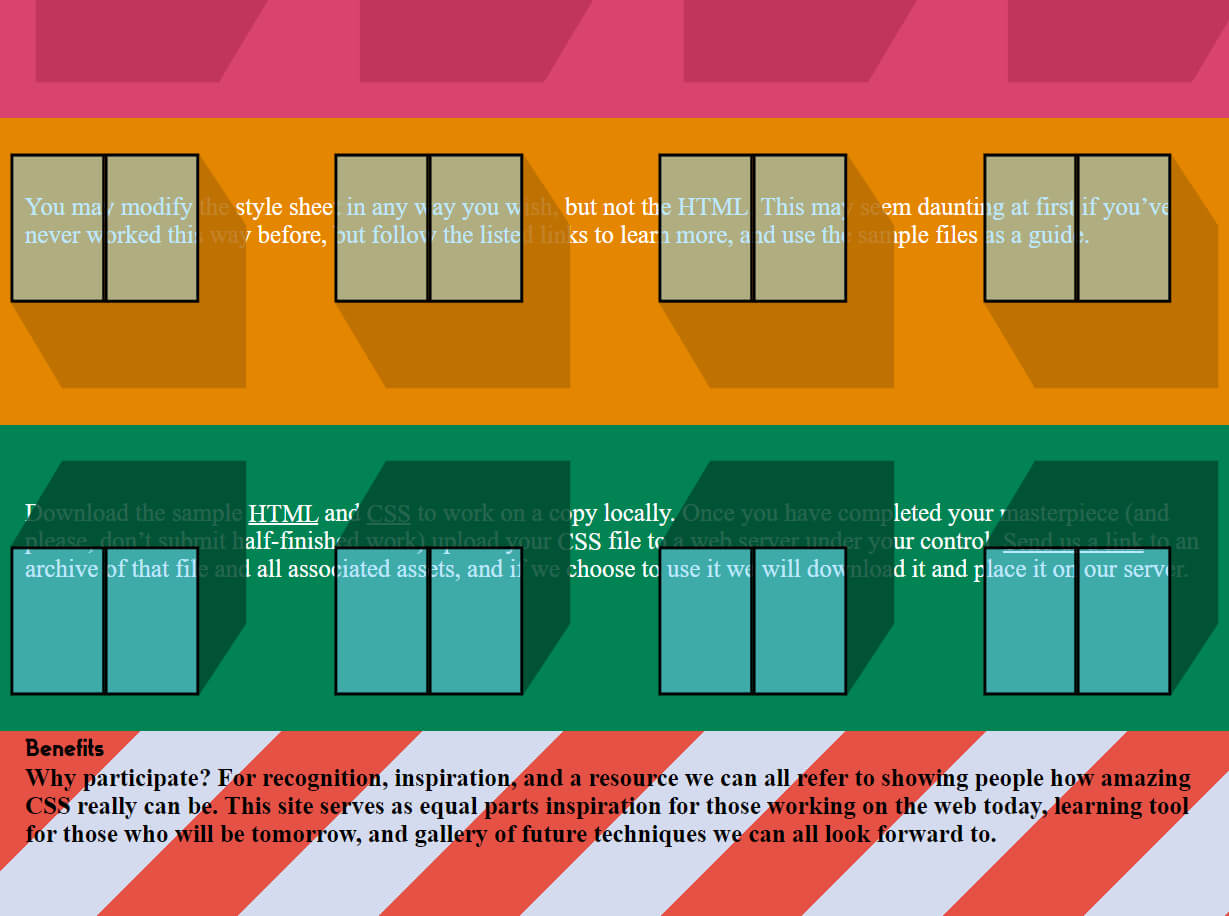 You may modify the style sheet in any way you wish, but not the HTML. This may seem daunting at first if you’ve
never worked this way before, but follow the listed links to learn more, and use the sample files as a guide.
Download the sample HTML and CSS to work on a copy locally. Once you have completed your masterpiece (and
please, don’t submit half-finished work) upload your CSS file to a web server under your control. Send us a link to an
archive of that file and all associated assets, and if we choose to use it we will download it and place it on our server.
Benefits
Why participate? For recognition, inspiration, and a resource we can all refer to showing people how amazing
CSS really can be. This site serves as equal parts inspiration for those working on the web today, learning tool
for those who will be tomorrow, and gallery of future techniques we can all look forward to.